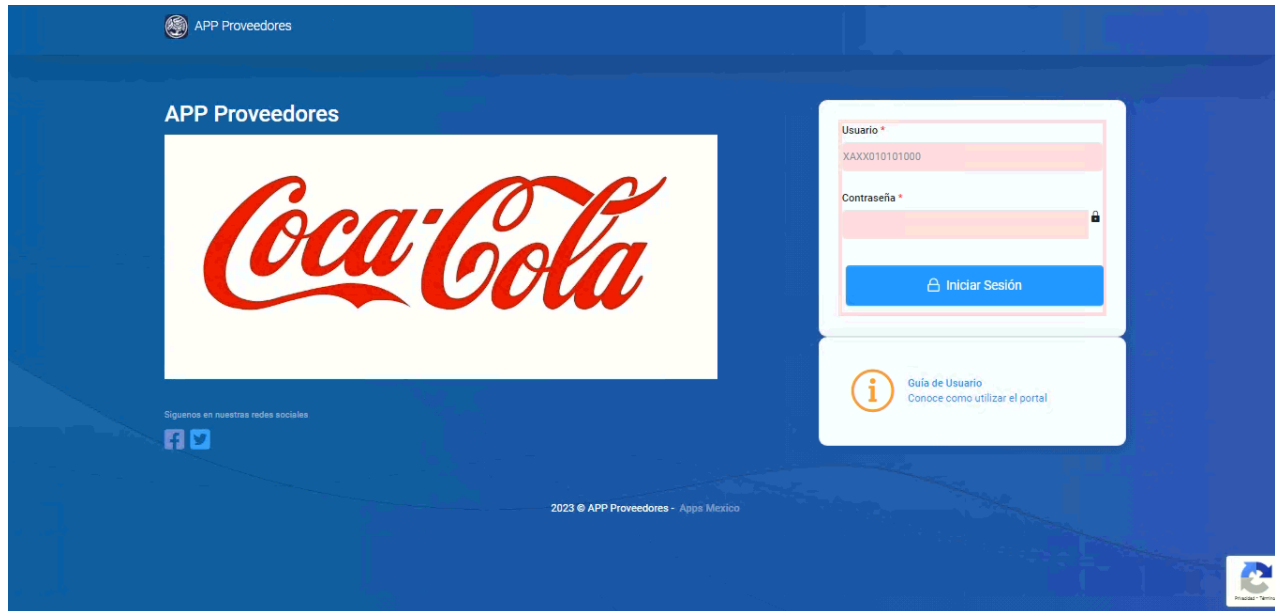 APP Proveedores
APP Proveedores
Coca-Cola
Usuario *
XAXX010101000
Contraseña *
Iniciar Sesión
Guía de Usuario
Conoce como utilizar el portal
Siguenos en nuestras redes sociales
2023 © APP Proveedores - Apps Mexico